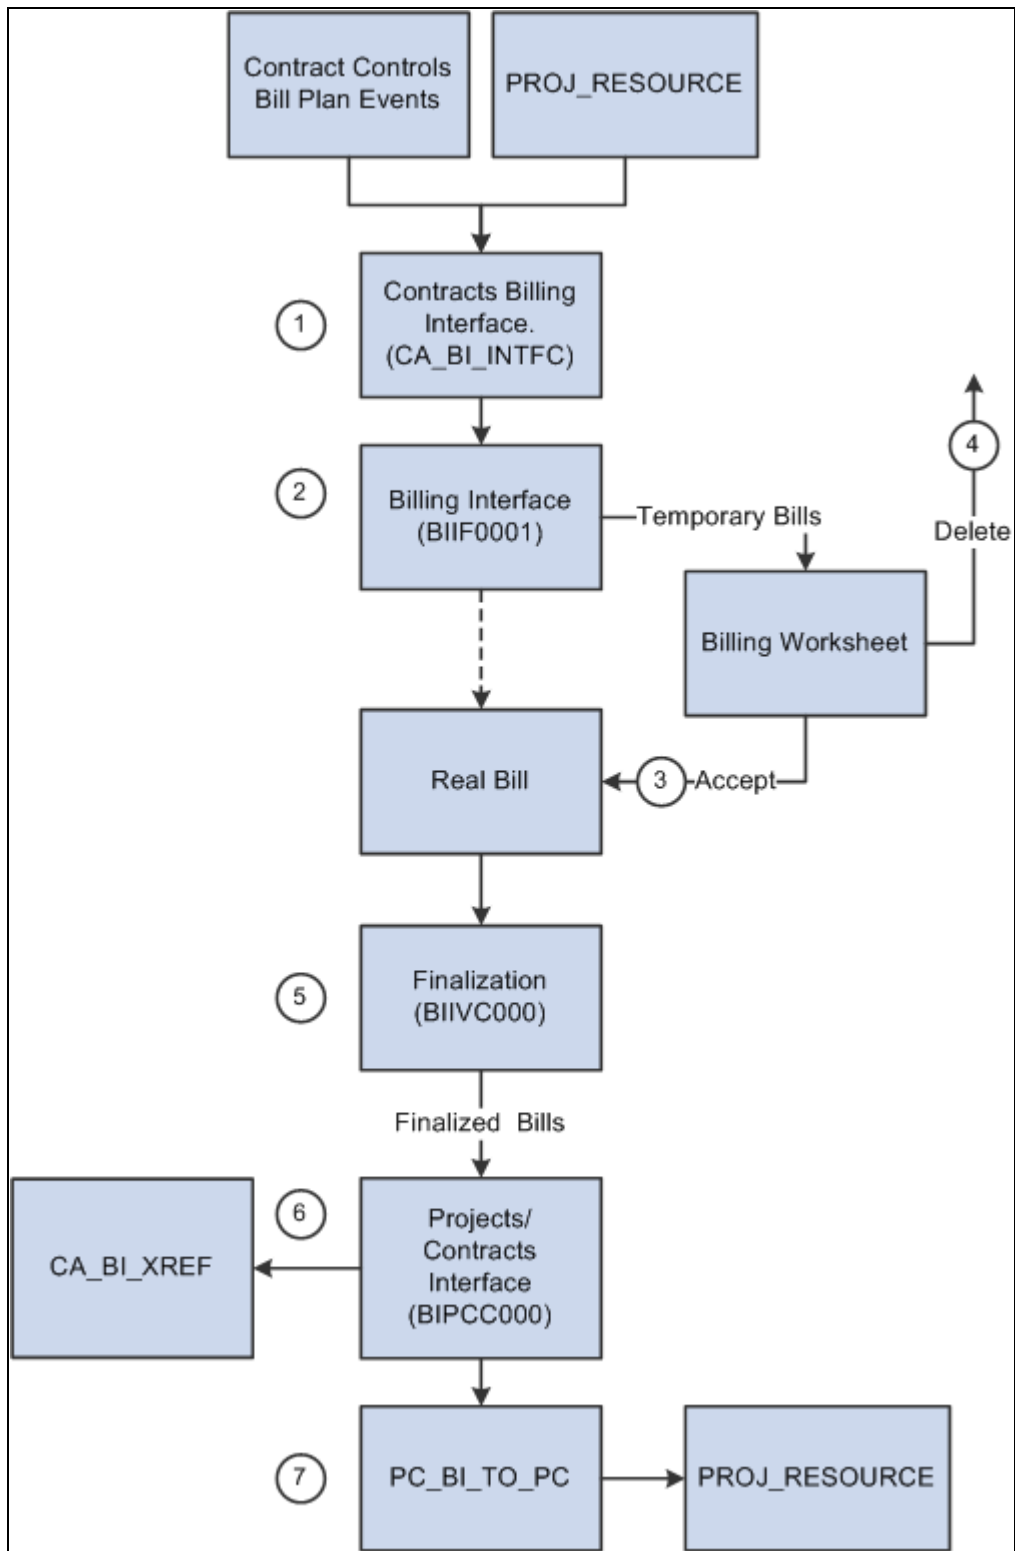 Contract Controls
Bill Plan Events
PROJ_RESOURCE
1
Contracts Billing
Interface.
(CA_BI_INTFC)
2
Billing Interface
(BIIF0001)
Temporary Bills
4
Delete
Billing Worksheet
Real Bill
3
Accept
5
Finalization
(BIIVC000)
Finalized Bills
CA_BI_XREF
6
Projects/
Contracts
Interface
(BIPCC000)
7
PC_BI_TO_PC
PROJ_RESOURCE